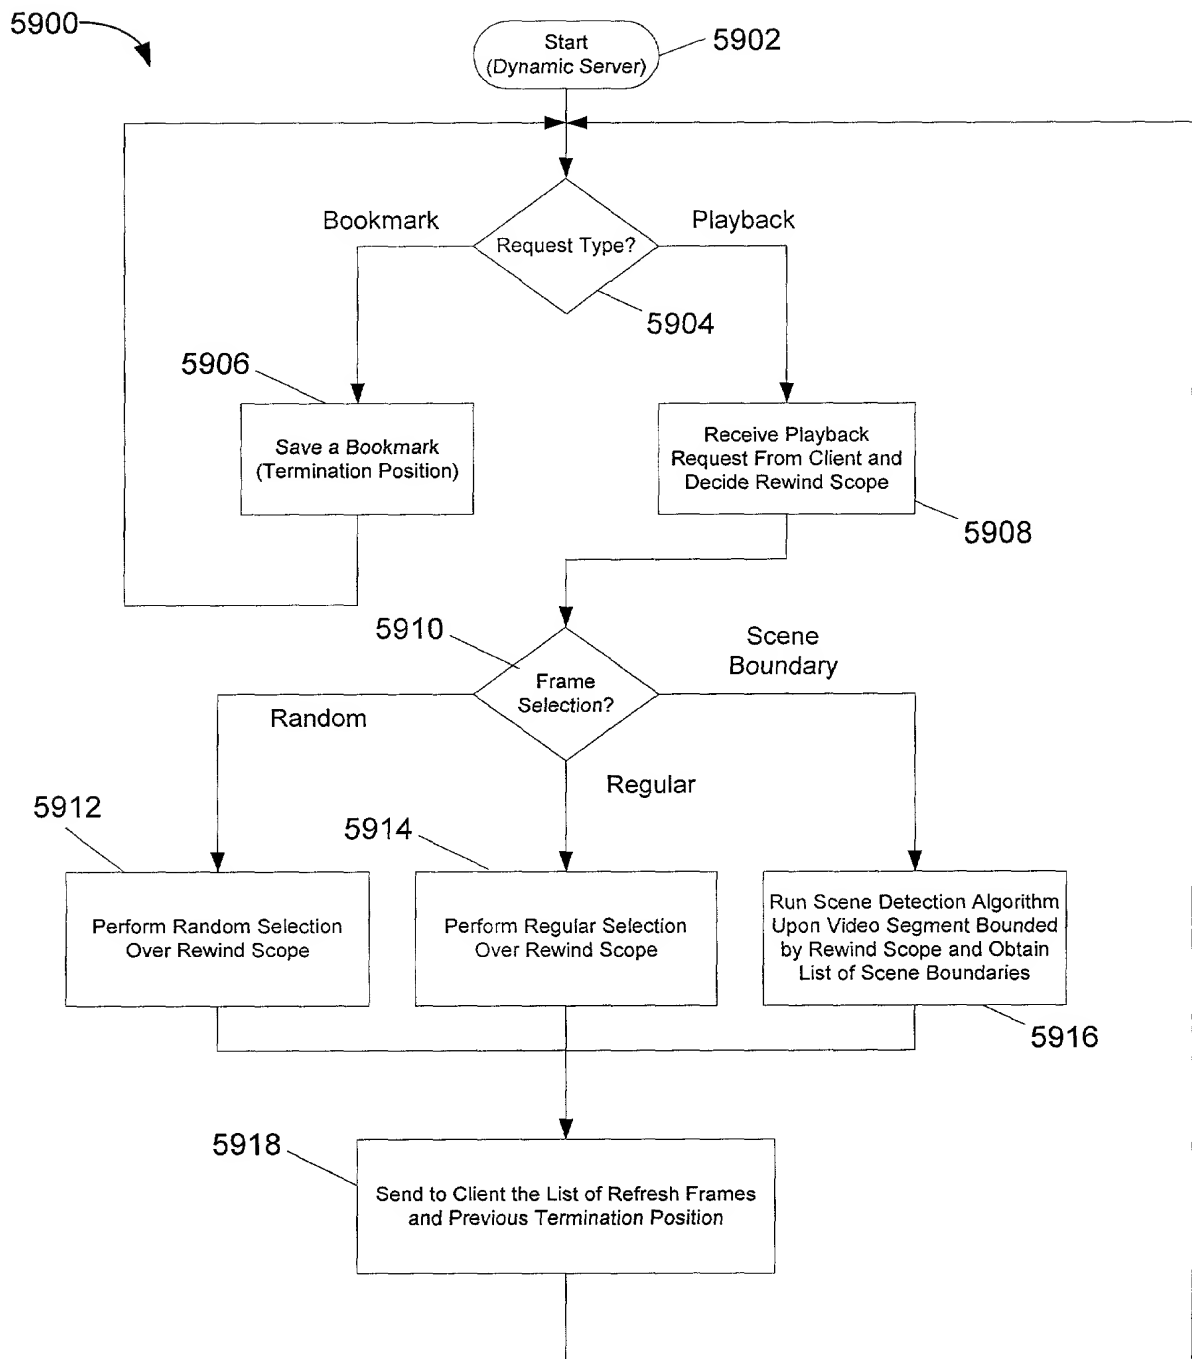 5900
Start
(Dynamic Server)
5902
Bookmark
Playback
Request Type?
5904
5906
Save a Bookmark
(Termination Position)
Receive Playback
Request From Client and
Decide Rewind Scope
5908
5910
Frame
Selection?
Scene
Boundary
Random
Regular
5912
5914
Perform Random Selection
Over Rewind Scope
Perform Regular Selection
Over Rewind Scope
Run Scene Detection Algorithm
Upon Video Segment Bounded
by Rewind Scope and Obtain
List of Scene Boundaries
5916
5918
Send to Client the List of Refresh Frames
and Previous Termination Position